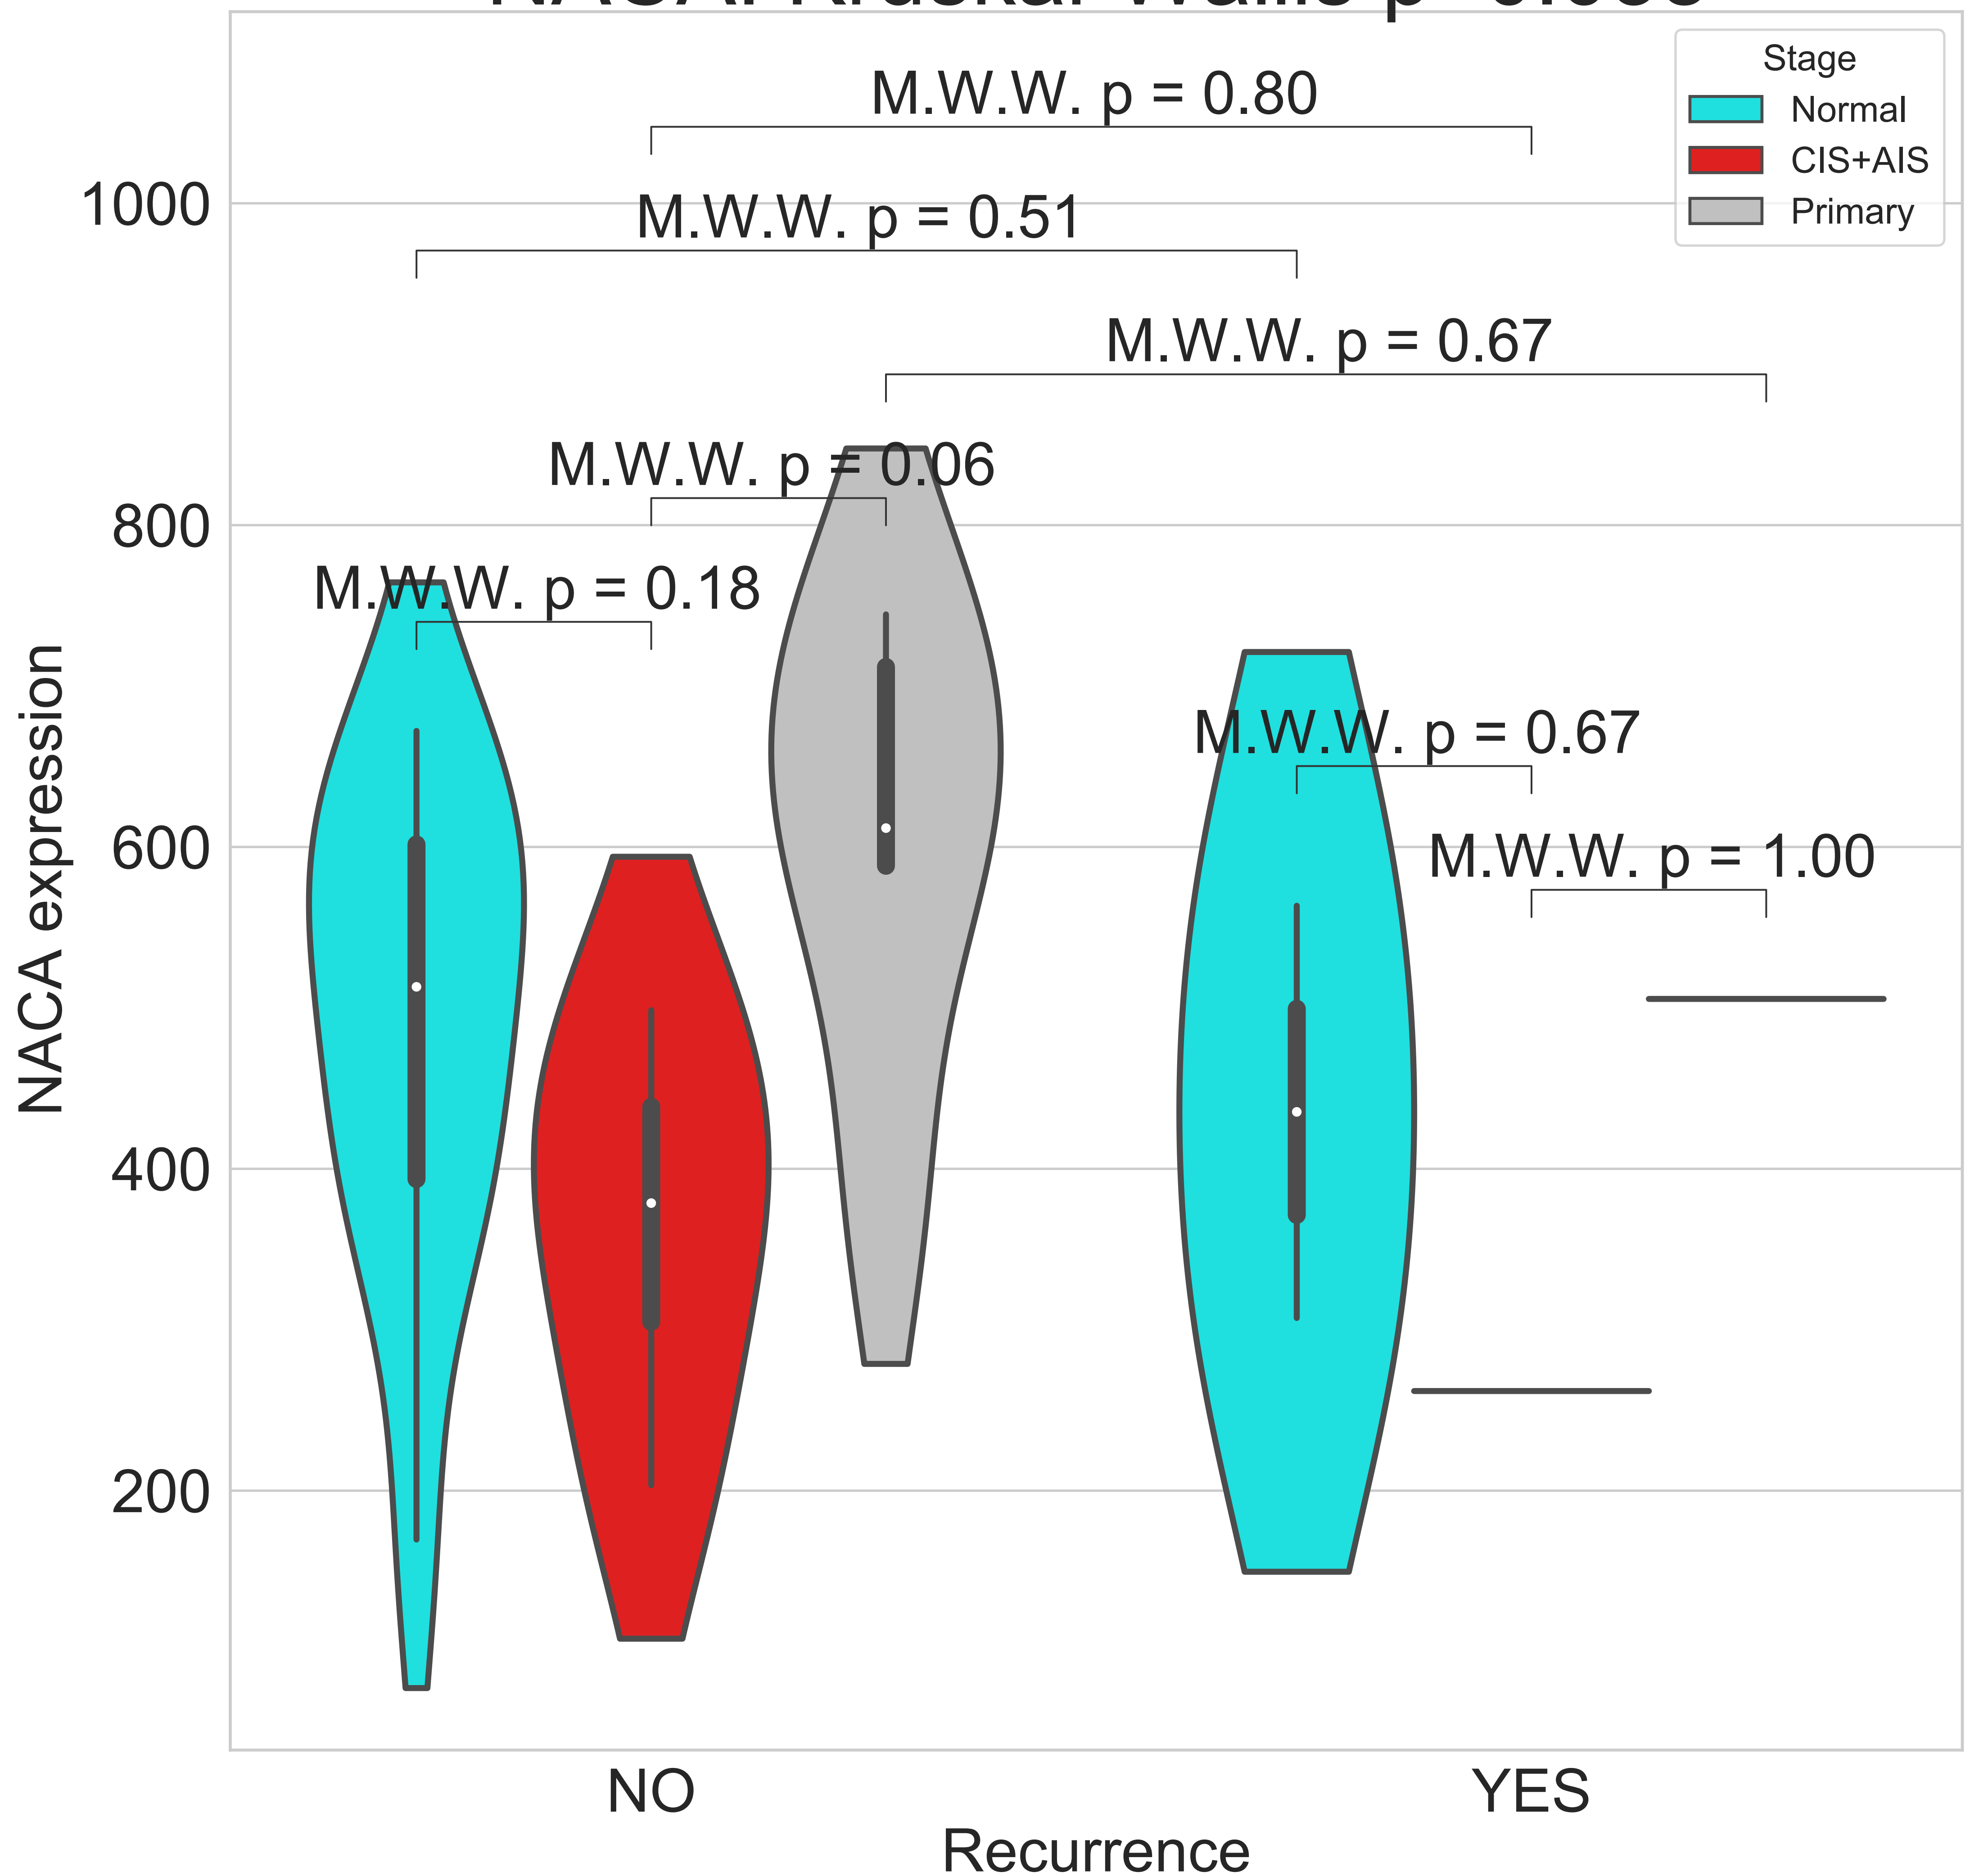 M.W.W. p = 0.80
M.W.W. p = 0.51
M.W.W. p = 0.67
M.W.W. p = 0.06
M.W.W. p = 0.18
M.W.W. p = 0.67
M.W.W. p = 1.00
Stage
Normal
CIS+AIS
Primary
NACA expression
1000
800
600
400
200
NO
YES
Recurrence